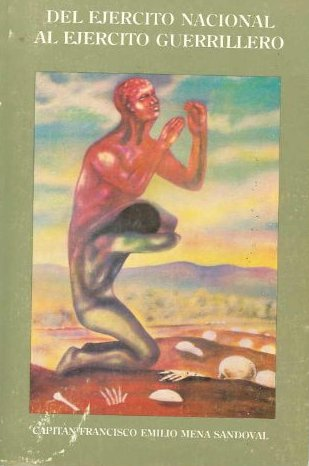 DEL EJERCITO NACIONAL
AL EJERCITO GUERRILLERO
CAPITAN FRANCISCO EMILIO MENA SANDOVAL